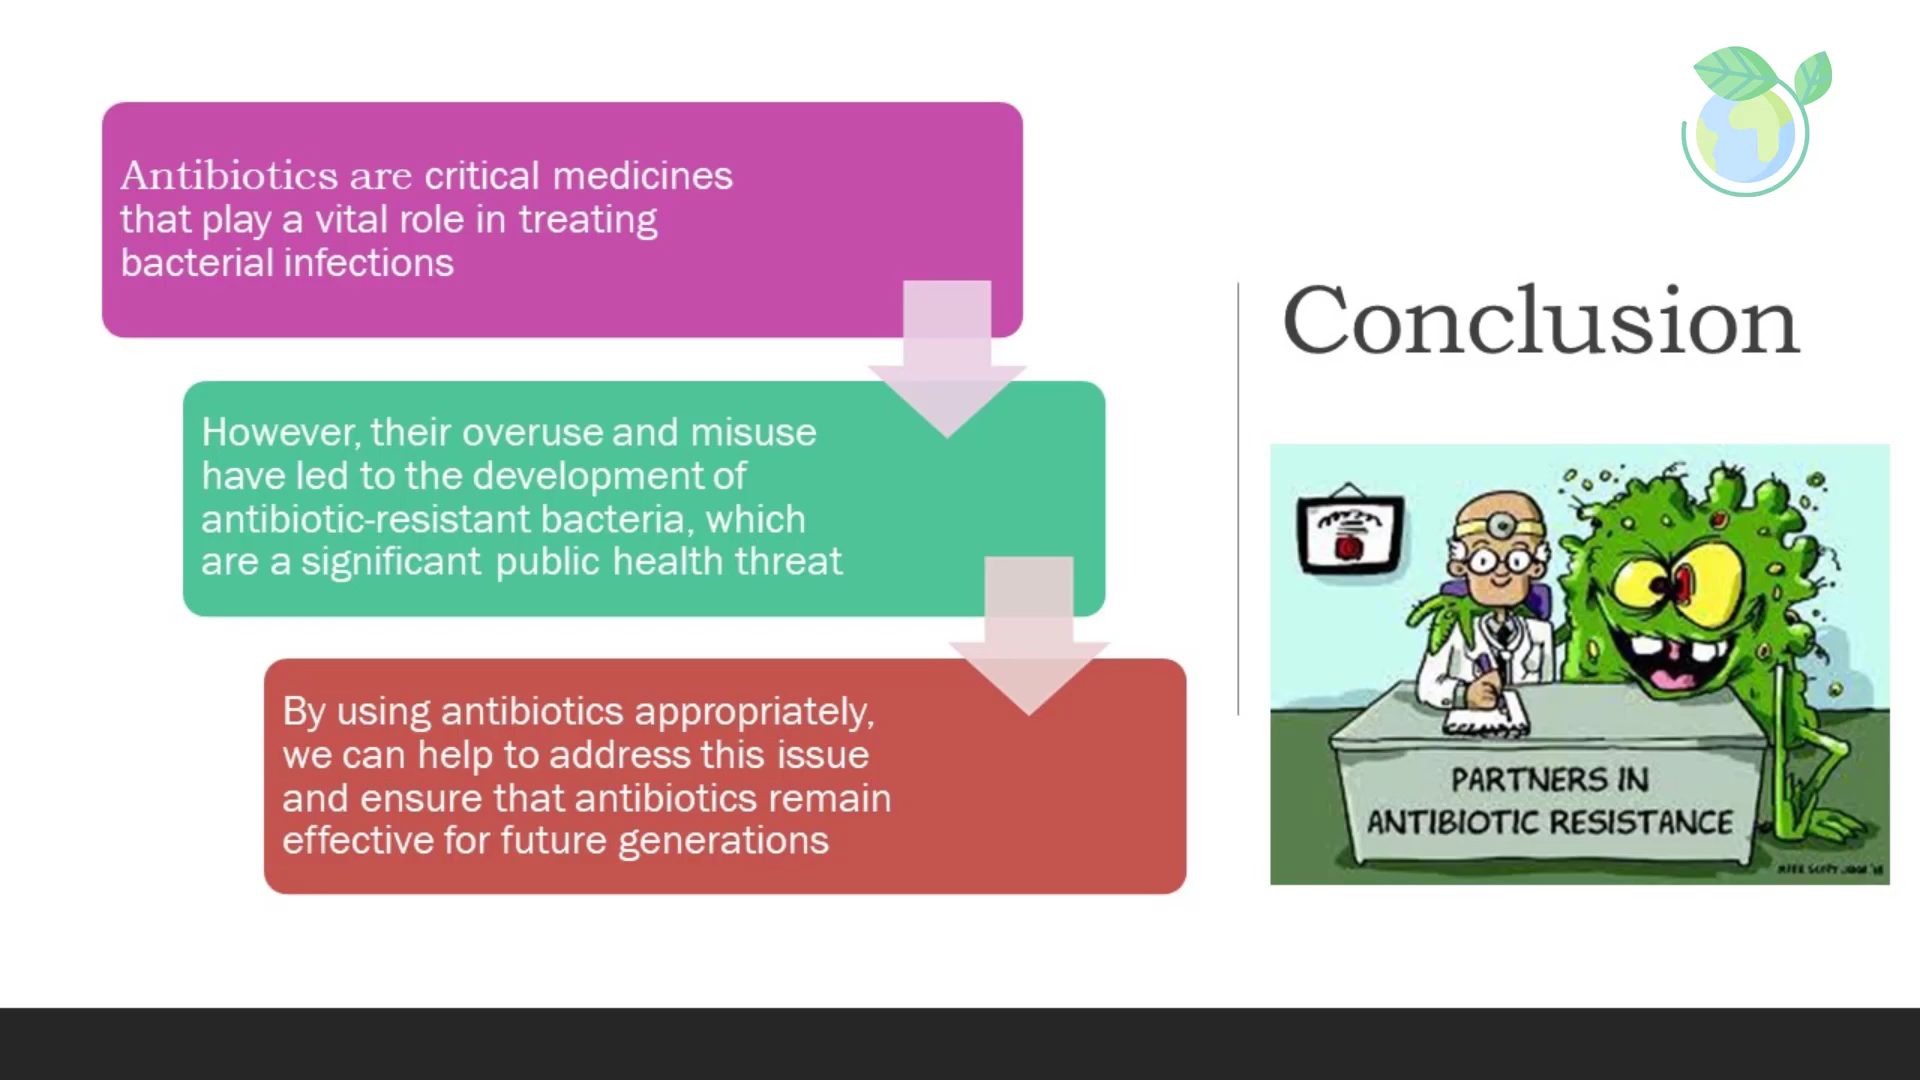 Antibiotics are critical medicines
that play a vital role in treating
bacterial infections
However, their overuse and misuse
have led to the development of
antibiotic-resistant bacteria, which
are a significant public health threat
By using antibiotics appropriately,
we can help to address this issue
and ensure that antibiotics remain
effective for future generations
Conclusion
PARTNERS IN
ANTIBIOTIC RESISTANCE